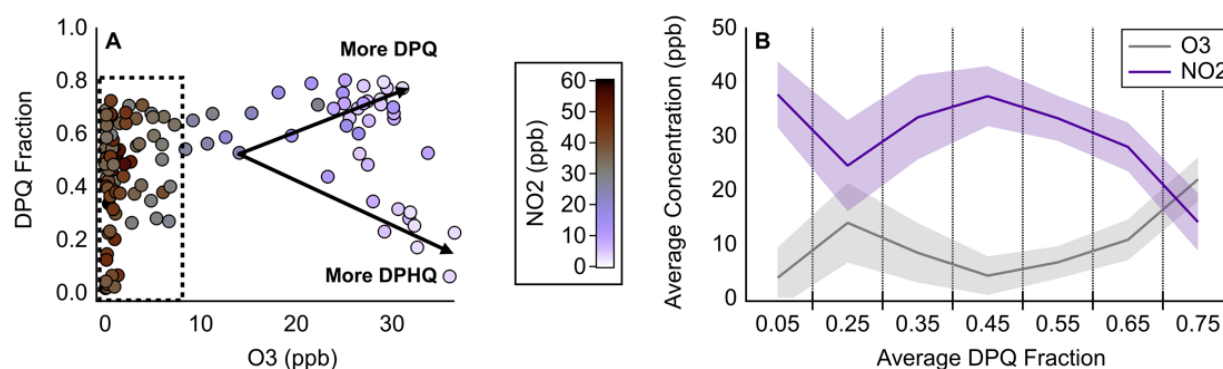 A
More DPQ
More DPHQ
DPQ Fraction
1.0
0.8
0.6
0.4
0.2
0.0
0 10 20 30
O3 (ppb)
NO2 (ppb)
60
50
40
30
20
10
0
B
O3
NO2
Average Concentration (ppb)
50
40
30
20
10
0
0.05 0.25 0.35 0.45 0.55 0.65 0.75
Average DPQ Fraction